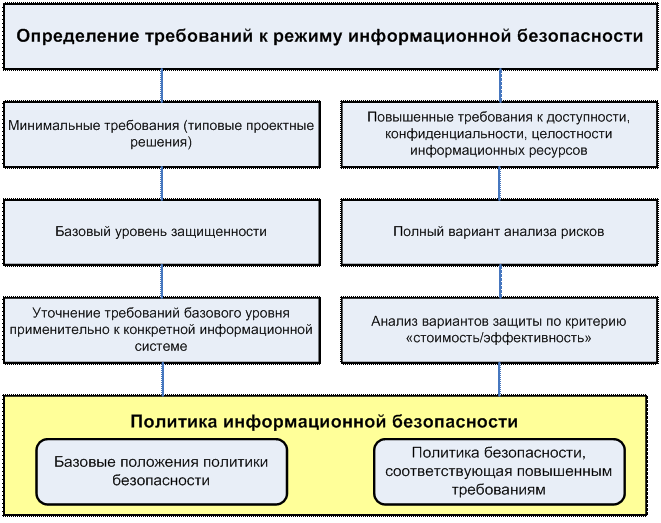 Определение требований к режиму информационной безопасности
Минимальные требования (типовые проектные
решения)
Повышенные требования к доступности,
конфиденциальности, целостности
информационных ресурсов
Базовый уровень защищенности
Полный вариант анализа рисков
Уточнение требований базового уровня
применительно к конкретной информационной
системе
Анализ вариантов защиты по критерию
«стоимость/эффективность»
Политика информационной безопасности
Базовые положения политики
безопасности
Политика безопасности,
соответствующая повышенным
требованиям